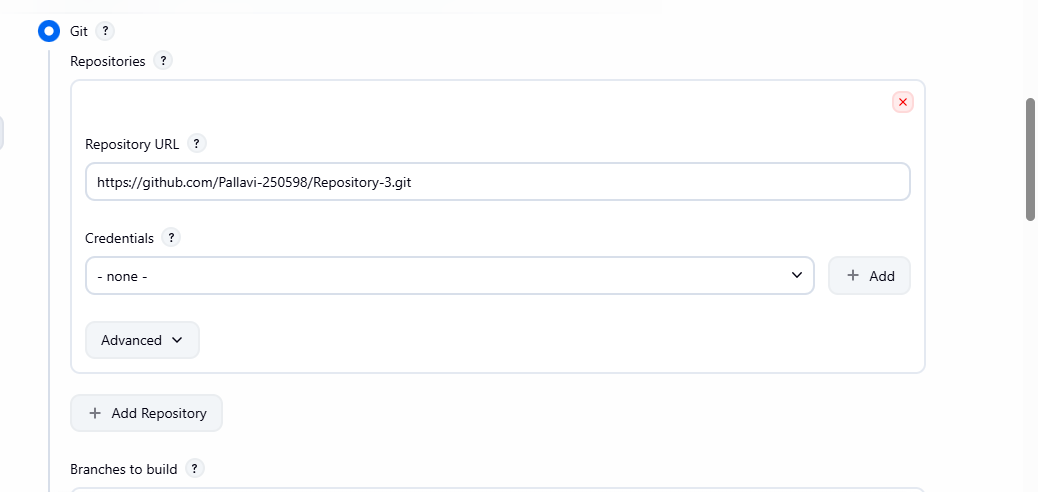 Git ?
Repositories ?
Repository URL ?
https://github.com/Pallavi-250598/Repository-3.git
Credentials ?
- none -
+ Add
Advanced
+ Add Repository
Branches to build ?